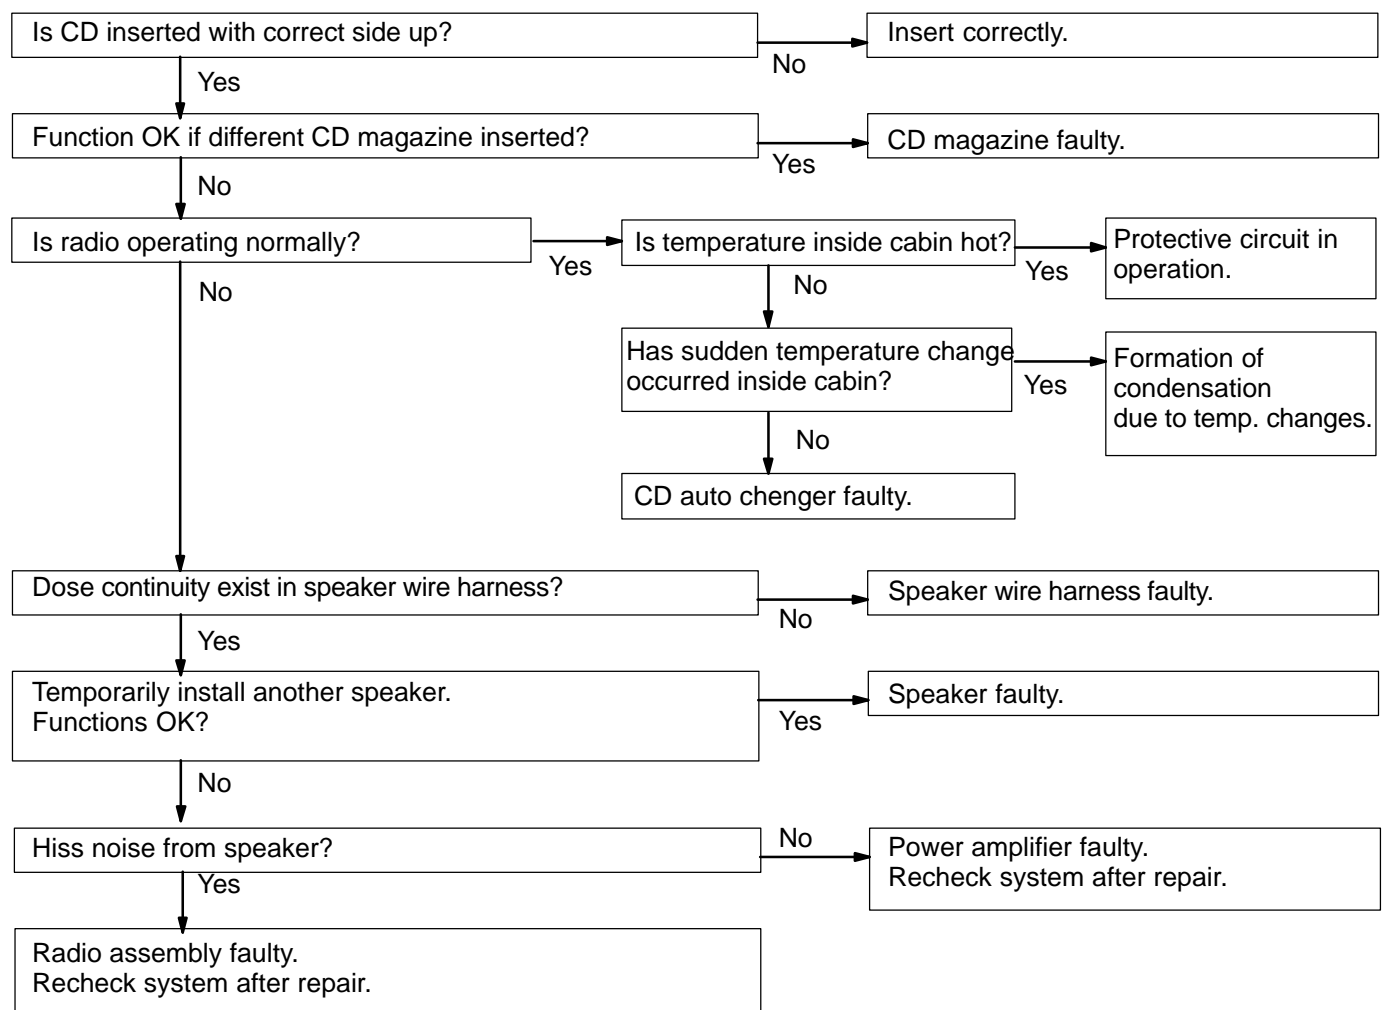 Is CD inserted with correct side up?
No
Insert correctly.
Yes
Function OK if different CD magazine inserted?
Yes
CD magazine faulty.
No
Is radio operating normally?
Yes
Is temperature inside cabin hot?
Yes
Protective circuit in
operation.
No
No
Has sudden temperature change
occurred inside cabin?
Yes
Formation of
condensation
due to temp. changes.
No
CD auto chenger faulty.
Dose continuity exist in speaker wire harness?
No
Speaker wire harness faulty.
Yes
Temporarily install another speaker.
Functions OK?
Yes
Speaker faulty.
No
Hiss noise from speaker?
No
Power amplifier faulty.
Recheck system after repair.
Yes
Radio assembly faulty.
Recheck system after repair.